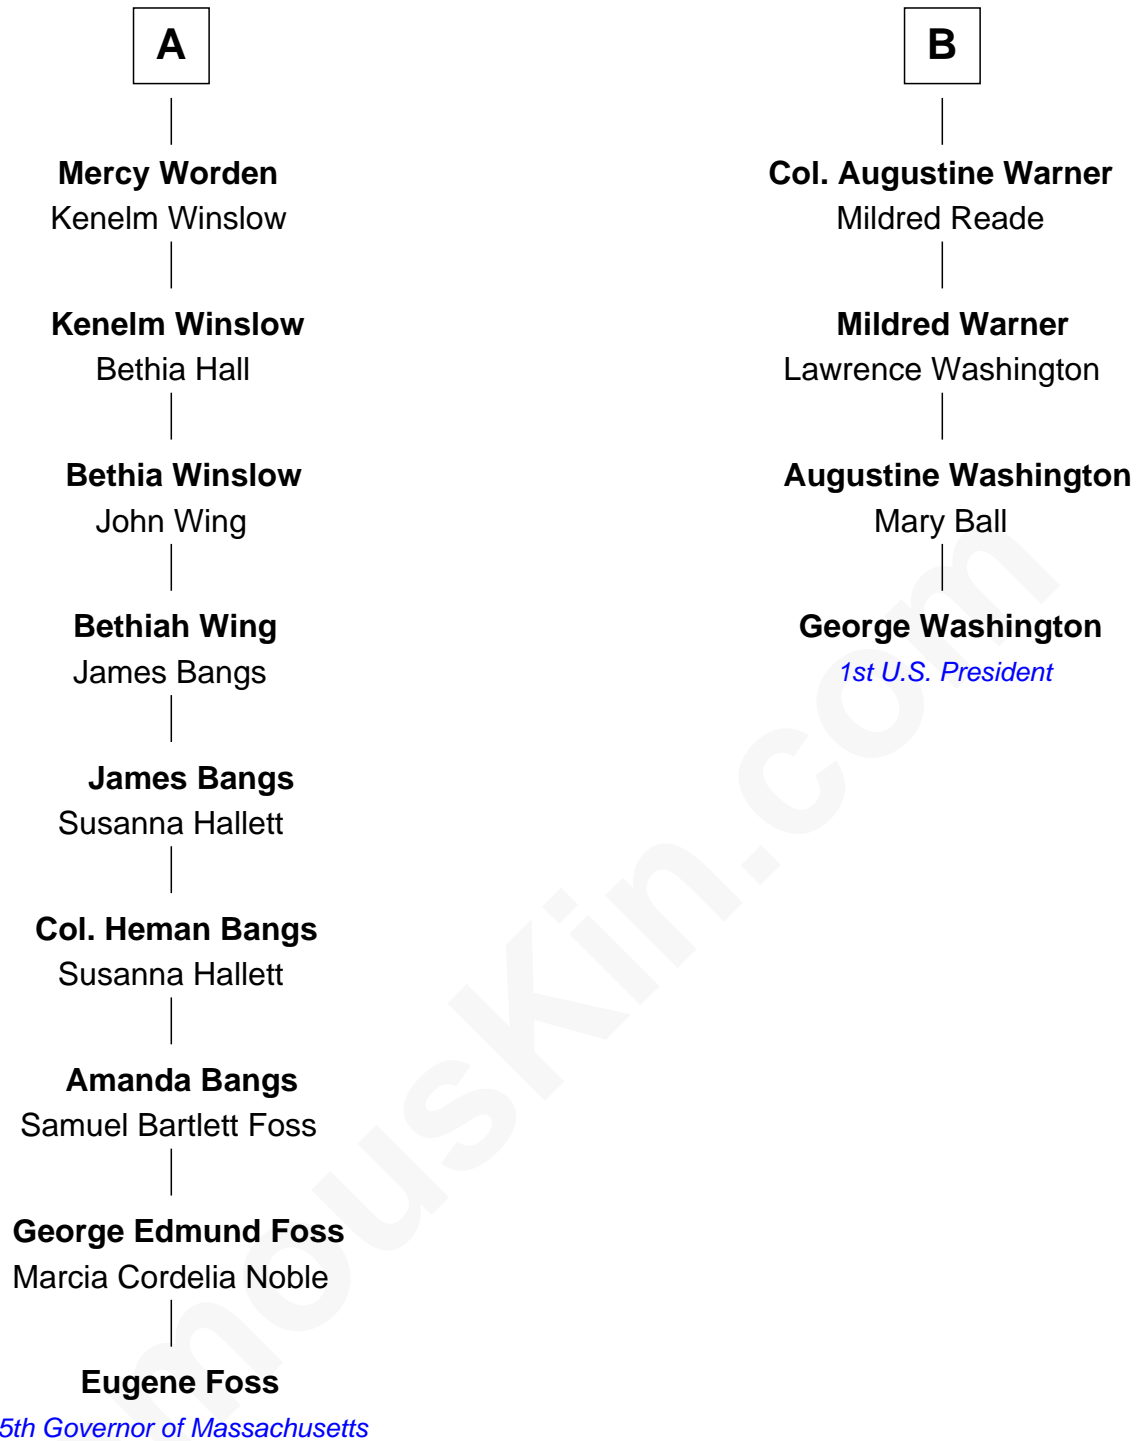 A
Mercy Worden
Kenelm Winslow
Kenelm Winslow
Bethia Hall
Bethia Winslow
John Wing
Bethiah Wing
James Bangs
James Bangs
Susanna Hallett
Col. Heman Bangs
Susanna Hallett
Amanda Bangs
Samuel Bartlett Foss
George Edmund Foss
Marcia Cordelia Noble
Eugene Foss
5th Governor of Massachusetts
B
Col. Augustine Warner
Mildred Reade
Mildred Warner
Lawrence Washington
Augustine Washington
Mary Ball
George Washington
1st U.S. President
mouskin.com